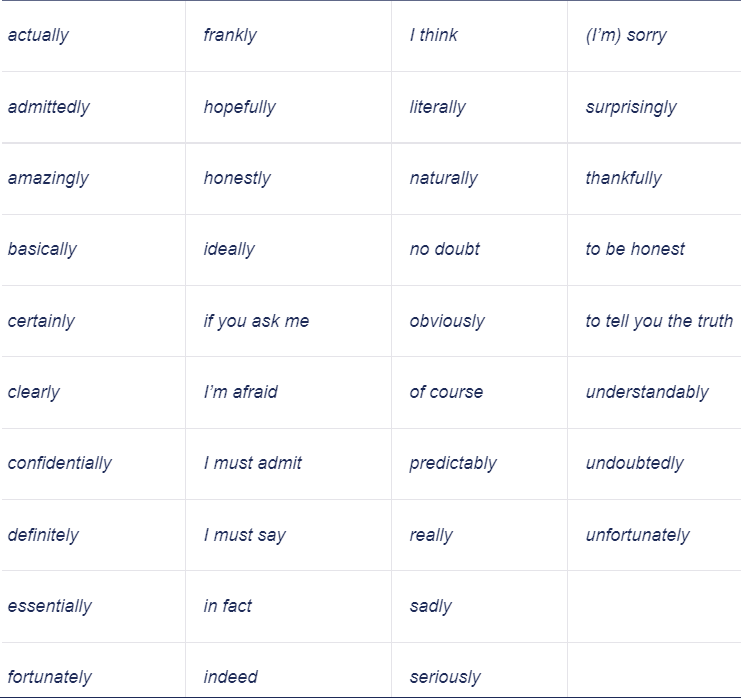 actually frankly I think (I'm) sorry
admittedly hopefully literally surprisingly
amazingly honestly naturally thankfully
basically ideally no doubt to be honest
certainly if you ask me obviously to tell you the truth
clearly I'm afraid of course understandably
confidentially I must admit predictably undoubtedly
definitely I must say really unfortunately
essentially in fact sadly
fortunately indeed seriously